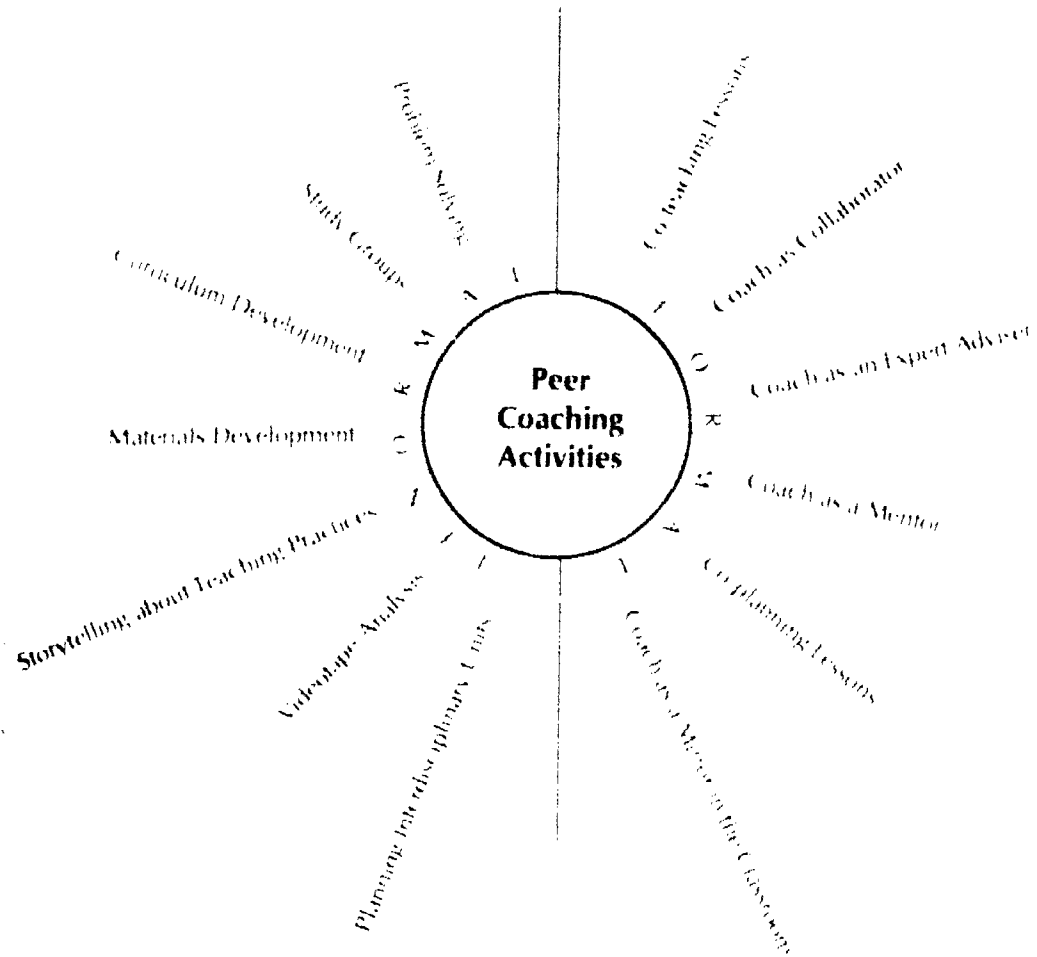 Peer
Coaching
Activities
INFORMAL
Problem Solving
Study Groups
Curriculum Development
Materials Development
Storytelling about Teaching Practices
Videotape Analysis
Planning Interdisciplinary Units
FORMAL
Co-teaching Lessons
Coach as Collaborator
Coach as an Expert Adviser
Coach as a Mentor
Co-planning Lessons
Coach as a Mirror in the Classroom